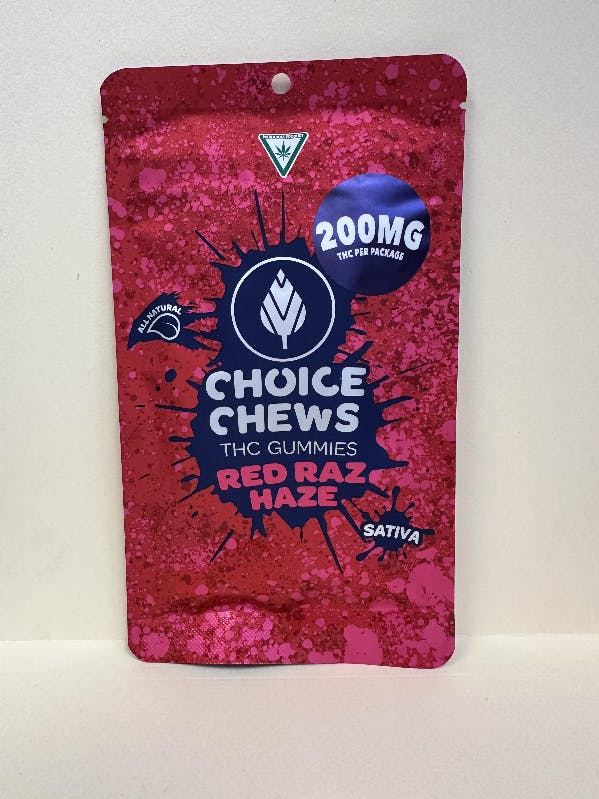 200MG
THC PER PACKAGE
ALL NATURAL
CHOICE
CHEWS
THC GUMMIES
RED RAZ
HAZE
SATIVA